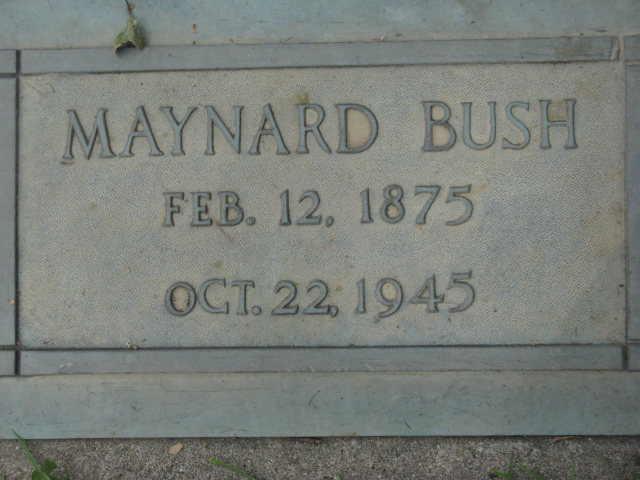 MAYNARD BUSH
FEB. 12, 1875
OCT. 22, 1945